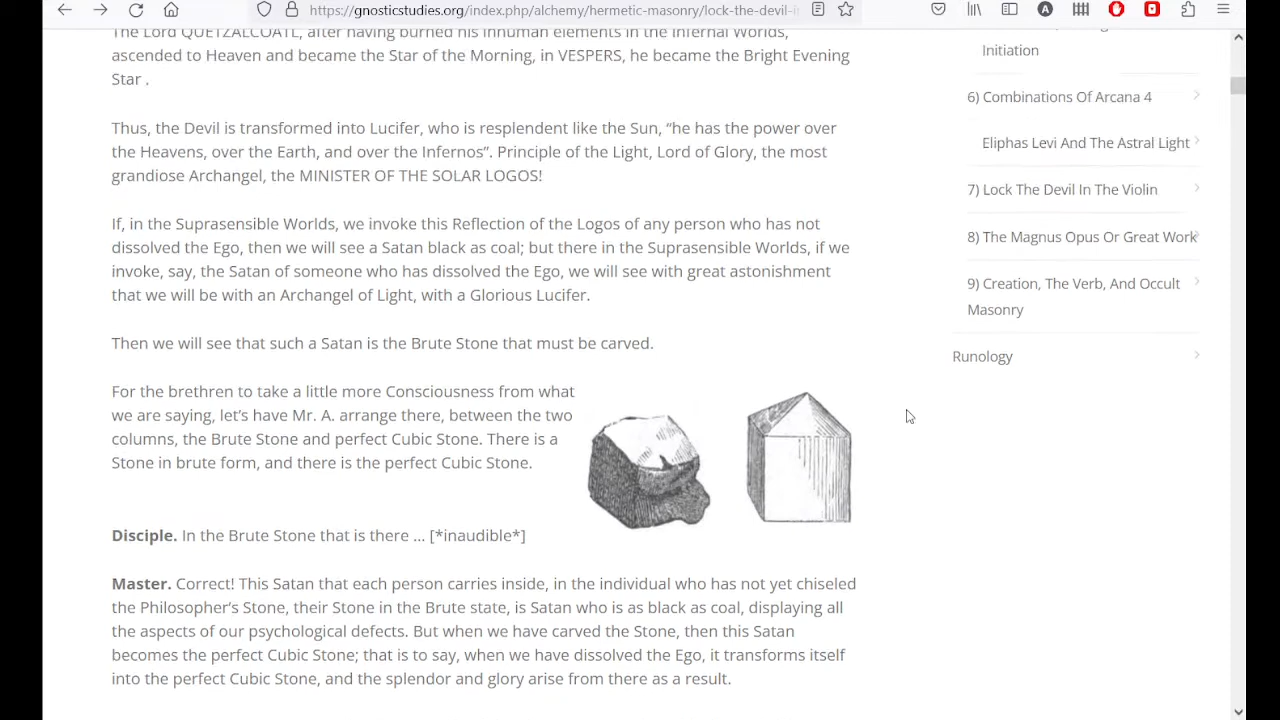 https://gnosticstudies.org/index.php/alchemy/hermetic-masonry/lock-the-devil-i
The Lord QUETZALCOATL, after having burned his inhuman elements in the Infernal Worlds,
ascended to Heaven and became the Star of the Morning, in VESPERS, he became the Bright Evening
Star .
Thus, the Devil is transformed into Lucifer, who is resplendent like the Sun, “he has the power over
the Heavens, over the Earth, and over the Infernos”. Principle of the Light, Lord of Glory, the most
grandiose Archangel, the MINISTER OF THE SOLAR LOGOS!
If, in the Suprasensible Worlds, we invoke this Reflection of the Logos of any person who has not
dissolved the Ego, then we will see a Satan black as coal; but there in the Suprasensible Worlds, if we
invoke, say, the Satan of someone who has dissolved the Ego, we will see with great astonishment
that we will be with an Archangel of Light, with a Glorious Lucifer.
Then we will see that such a Satan is the Brute Stone that must be carved.
For the brethren to take a little more Consciousness from what
we are saying, let’s have Mr. A. arrange there, between the two
columns, the Brute Stone and perfect Cubic Stone. There is a
Stone in brute form, and there is the perfect Cubic Stone.
Disciple. In the Brute Stone that is there ... [*inaudible*]
Master. Correct! This Satan that each person carries inside, in the individual who has not yet chiseled
the Philosopher’s Stone, their Stone in the Brute state, is Satan who is as black as coal, displaying all
the aspects of our psychological defects. But when we have carved the Stone, then this Satan
becomes the perfect Cubic Stone; that is to say, when we have dissolved the Ego, it transforms itself
into the perfect Cubic Stone, and the splendor and glory arise from there as a result.
Initiation
6) Combinations Of Arcana 4
Eliphas Levi And The Astral Light
7) Lock The Devil In The Violin
8) The Magnus Opus Or Great Work
9) Creation, The Verb, And Occult
Masonry
Runology